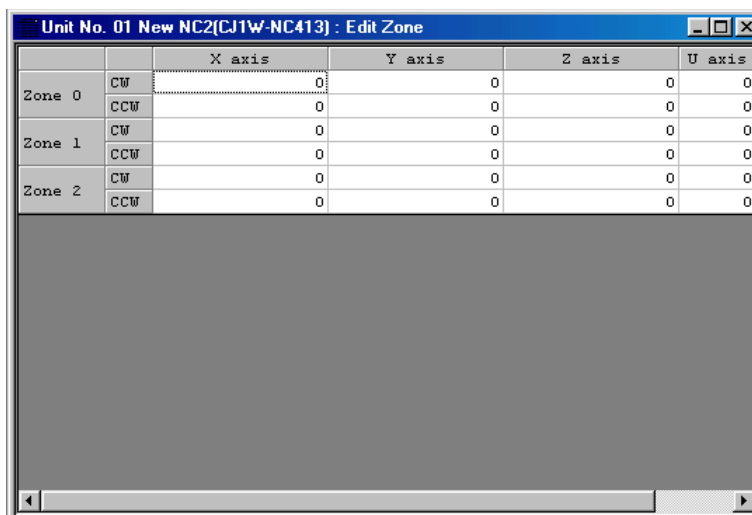 Unit No. 01 New NC2(CJ1W-NC413) : Edit Zone
X axis Y axis Z axis U axis
Zone 0 CW 0 0 0 0
CCW 0 0 0 0
Zone 1 CW 0 0 0 0
CCW 0 0 0 0
Zone 2 CW 0 0 0 0
CCW 0 0 0 0